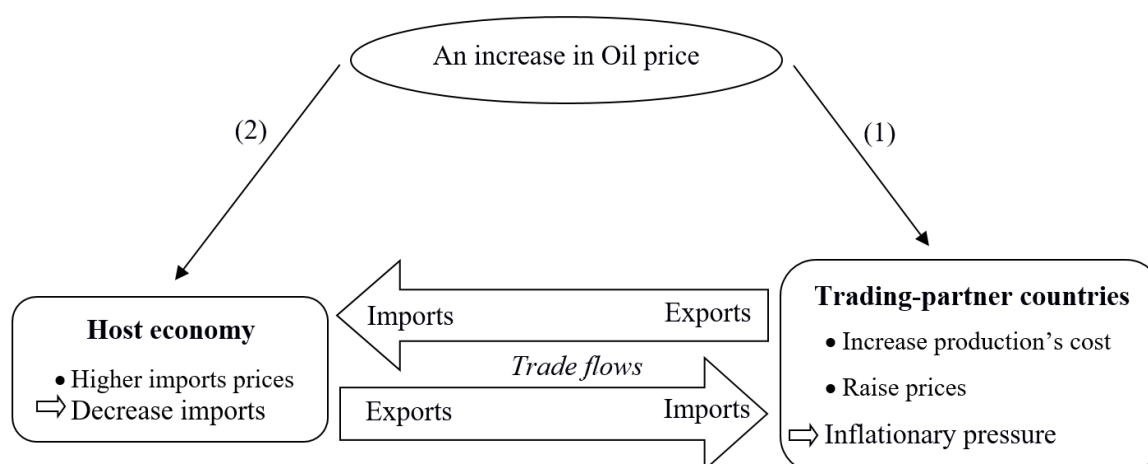 An increase in Oil price
(2)
(1)
Host economy
• Higher imports prices
⇨ Decrease imports
Imports
Exports
Trade flows
Exports
Imports
Trading-partner countries
• Increase production’s cost
• Raise prices
⇨ Inflationary pressure